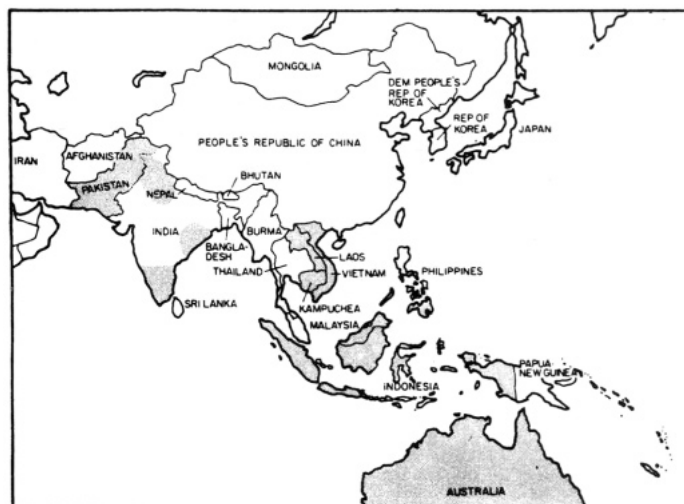 MONGOLIA
DEM PEOPLE'S
REP OF
KOREA
REP OF
KOREA
JAPAN
PEOPLE'S REPUBLIC OF CHINA
IRAN
AFGHANISTAN
PAKISTAN
NEPAL
BHUTAN
INDIA
BANGLA-
DESH
BURMA
LAOS
THAILAND
VIETNAM
PHILIPPINES
SRI LANKA
KAMPUCHEA
MALAYSIA
INDONESIA
PAPUA
NEW GUINEA
AUSTRALIA